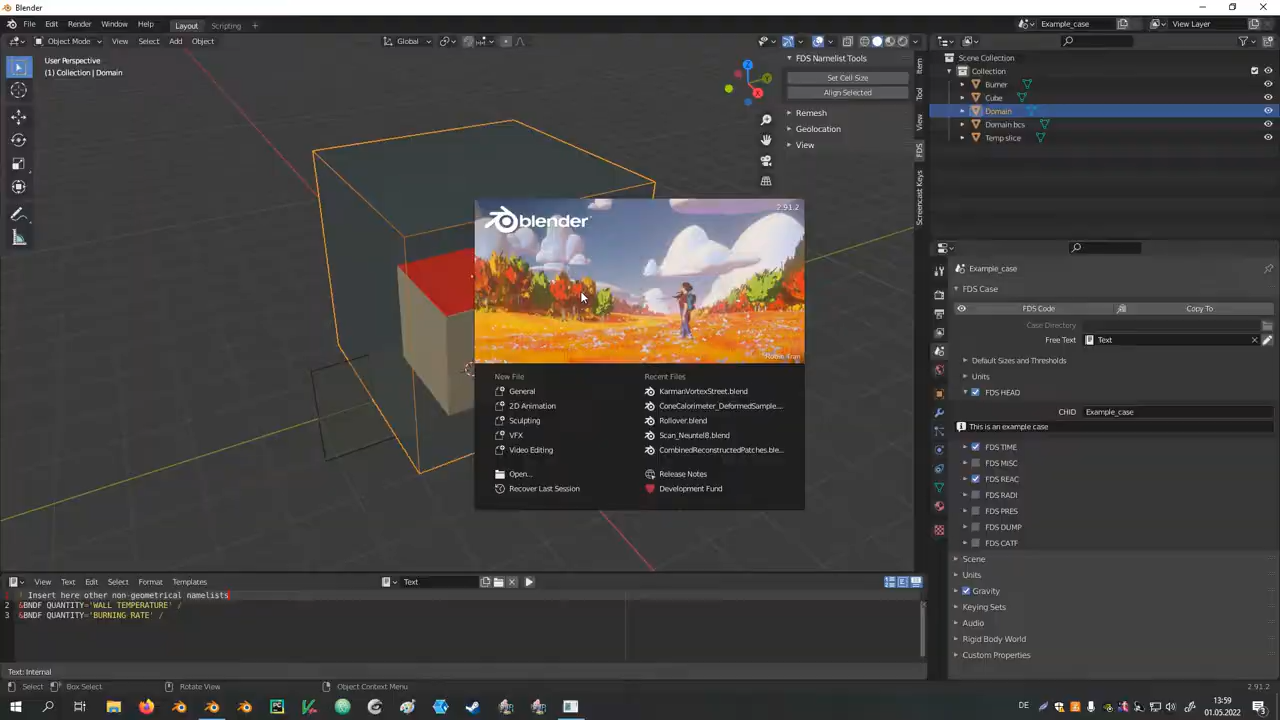 Blender
File Edit Render Window Help Layout Scripting + Example_case View Layer
Object Mode View Select Add Object Global
User Perspective
(1) Collection | Domain
FDS Namelist Tools
Set Cell Size
Align Selected
Remesh
Geolocation
View
Item
Tool
View
FDS
Screencast Keys
Z
Y
X
Scene Collection
Collection
Burner
Cube
Domain
Domain bcs
Temp slice
Example_case
FDS Case
FDS Code Copy To
Case Directory
Free Text Text
Default Sizes and Thresholds
Units
FDS HEAD
CHID Example_case
This is an example case
FDS TIME
FDS MISC
FDS REAC
FDS RADI
FDS PRES
FDS DUMP
FDS CATF
Scene
Units
Gravity
Keying Sets
Audio
Rigid Body World
Custom Properties
2.91.2
blender
Robin Tran
New File
General
2D Animation
Sculpting
VFX
Video Editing
Open...
Recover Last Session
Recent Files
KarmanVortexStreet.blend
ConeCalorimeter_DeformedSample...
Rollover.blend
Scan_Neuntel8.blend
CombinedReconstructedPatches.ble...
Release Notes
Development Fund
View Text Edit Select Format Templates Text
1 ! Insert here other non-geometrical namelists
2 &BNDF QUANTITY='WALL TEMPERATURE' /
3 &BNDF QUANTITY='BURNING RATE' /
Text: Internal
Select Box Select Rotate View Object Context Menu 2.91.2
DE
13:59
01.05.2022